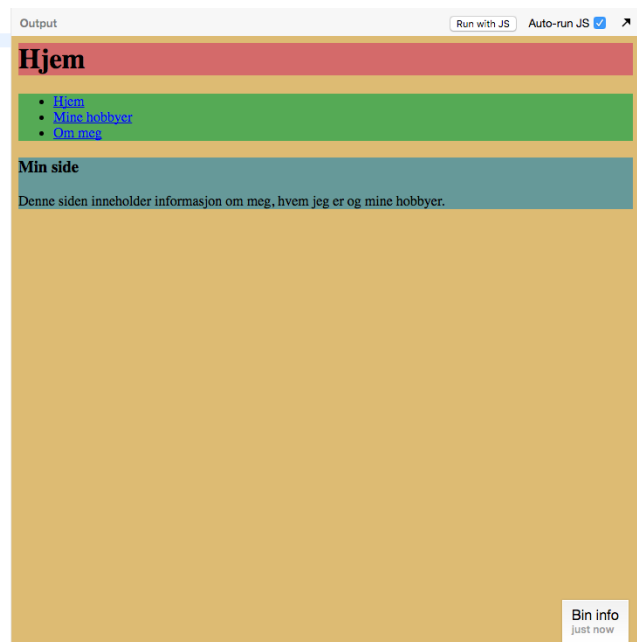 Output Run with JS Auto-run JS
Hjem
Hjem
Mine hobbyer
Om meg
Min side
Denne siden inneholder informasjon om meg, hvem jeg er og mine hobbyer.
Bin info
just now